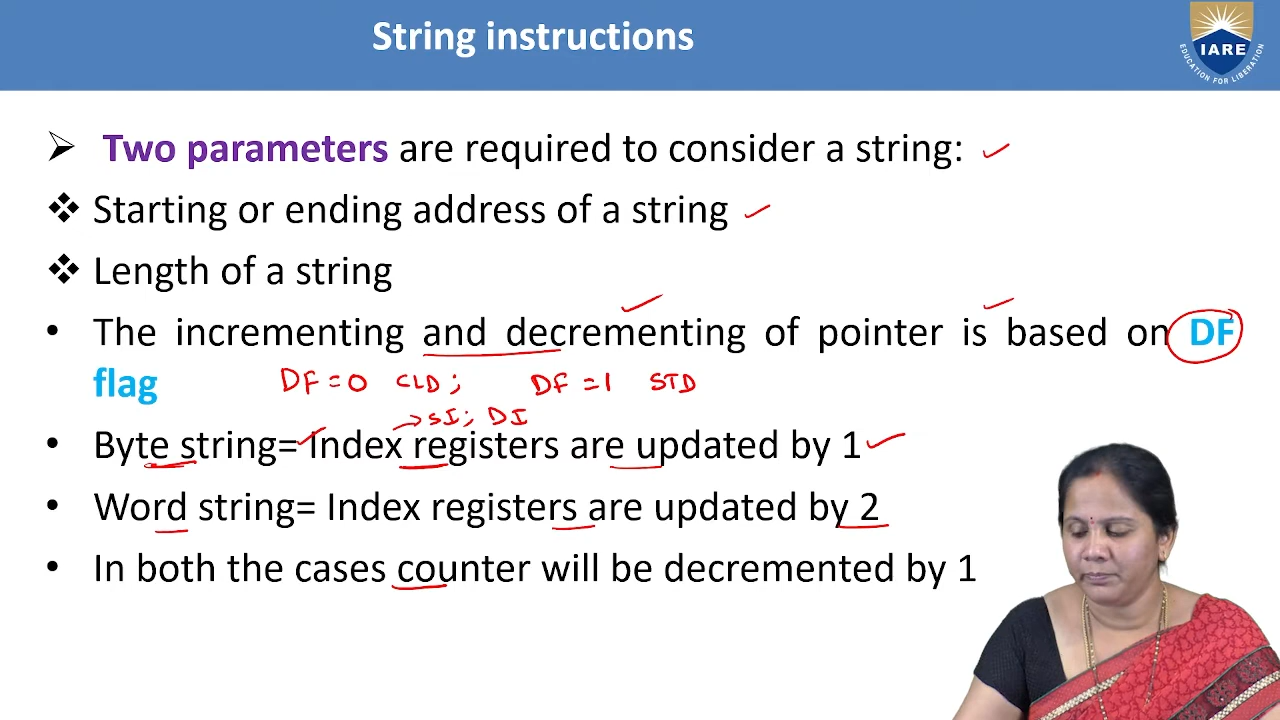 String instructions
IARE
EDUCATION FOR LIBERATION
➢ Two parameters are required to consider a string:
❖ Starting or ending address of a string
❖ Length of a string
• The incrementing and decrementing of pointer is based on DF
flag
DF = 0 CLD ; DF = 1 STD
→ SI; DI
• Byte string= Index registers are updated by 1
• Word string= Index registers are updated by 2
• In both the cases counter will be decremented by 1